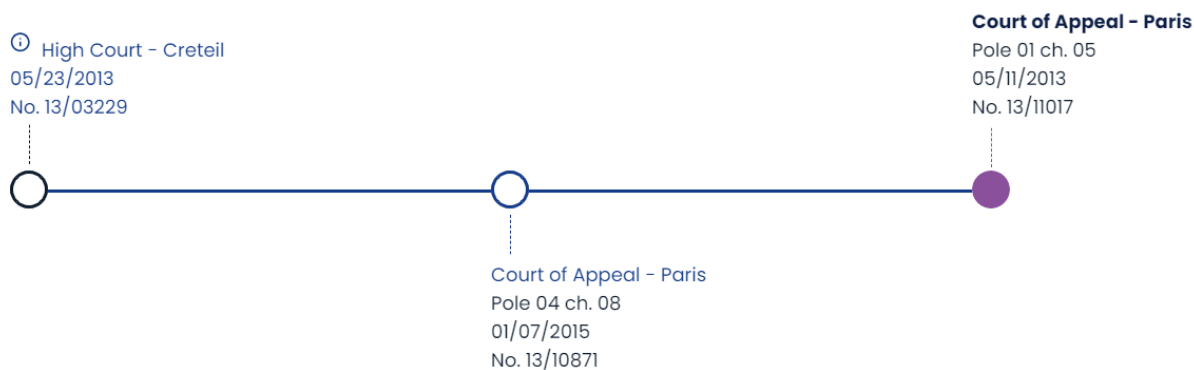 High Court - Creteil
05/23/2013
No. 13/03229
Court of Appeal - Paris
Pole 04 ch. 08
01/07/2015
No. 13/10871
Court of Appeal - Paris
Pole 01 ch. 05
05/11/2013
No. 13/11017